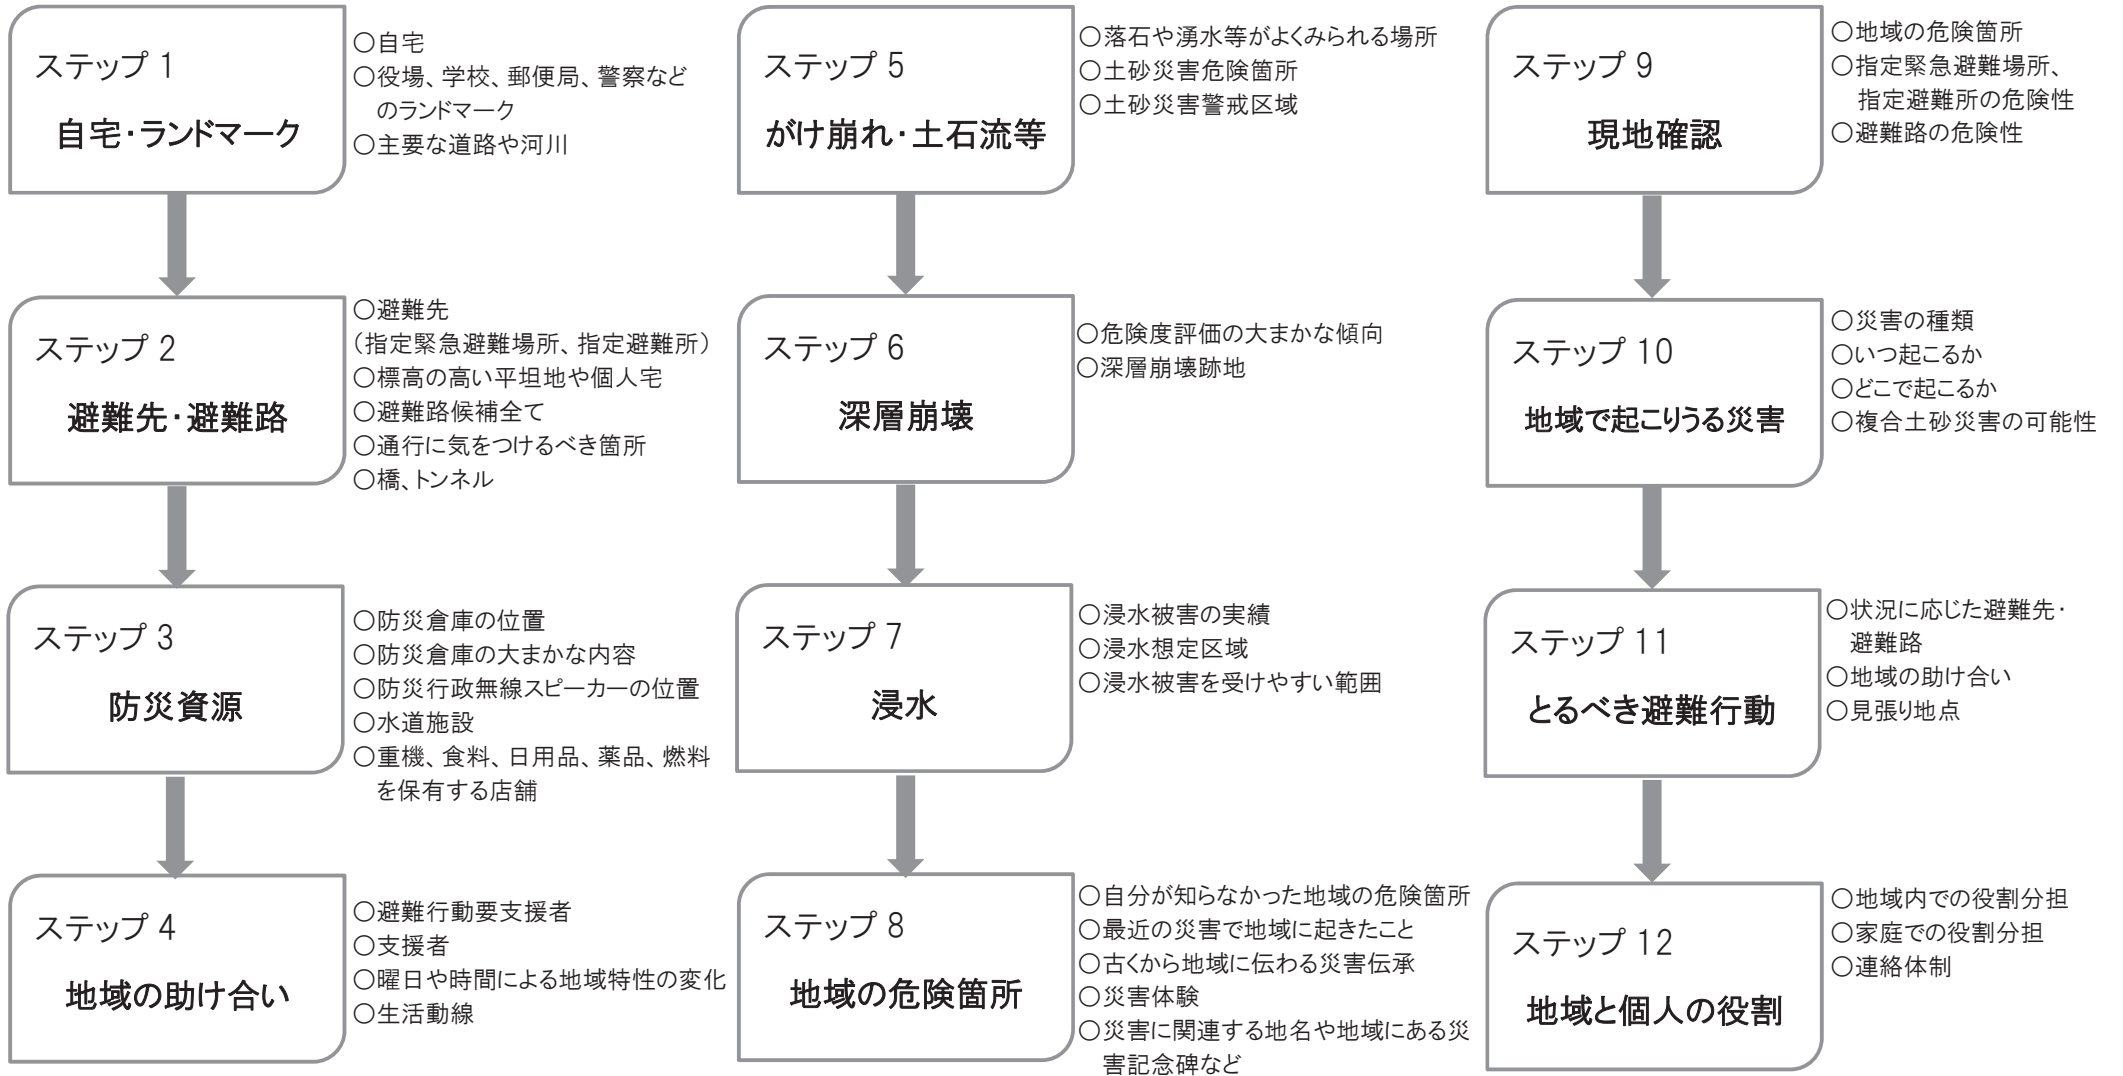 ステップ 1
自宅・ランドマーク
○自宅
○役場、学校、郵便局、警察など
のランドマーク
○主要な道路や河川
ステップ 2
避難先・避難路
○避難先
（指定緊急避難場所、指定避難所）
○標高の高い平坦地や個人宅
○避難路候補全て
○通行に気をつけるべき箇所
○橋、トンネル
ステップ 3
防災資源
○防災倉庫の位置
○防災倉庫の大まかな内容
○防災行政無線スピーカーの位置
○水道施設
○重機、食料、日用品、薬品、燃料
を保有する店舗
ステップ 4
地域の助け合い
○避難行動要支援者
○支援者
○曜日や時間による地域特性の変化
○生活動線
ステップ 5
がけ崩れ・土石流等
○落石や湧水等がよくみられる場所
○土砂災害危険箇所
○土砂災害警戒区域
ステップ 6
深層崩壊
○危険度評価の大まかな傾向
○深層崩壊跡地
ステップ 7
浸水
○浸水被害の実績
○浸水想定区域
○浸水被害を受けやすい範囲
ステップ 8
地域の危険箇所
○自分が知らなかった地域の危険箇所
○最近の災害で地域に起きたこと
○古くから地域に伝わる災害伝承
○災害体験
○災害に関連する地名や地域にある災
害記念碑など
ステップ 9
現地確認
○地域の危険箇所
○指定緊急避難場所、
指定避難所の危険性
○避難路の危険性
ステップ 10
地域で起こりうる災害
○災害の種類
○いつ起こるか
○どこで起こるか
○複合土砂災害の可能性
ステップ 11
とるべき避難行動
○状況に応じた避難先・
避難路
○地域の助け合い
○見張り地点
ステップ 12
地域と個人の役割
○地域内での役割分担
○家庭での役割分担
○連絡体制